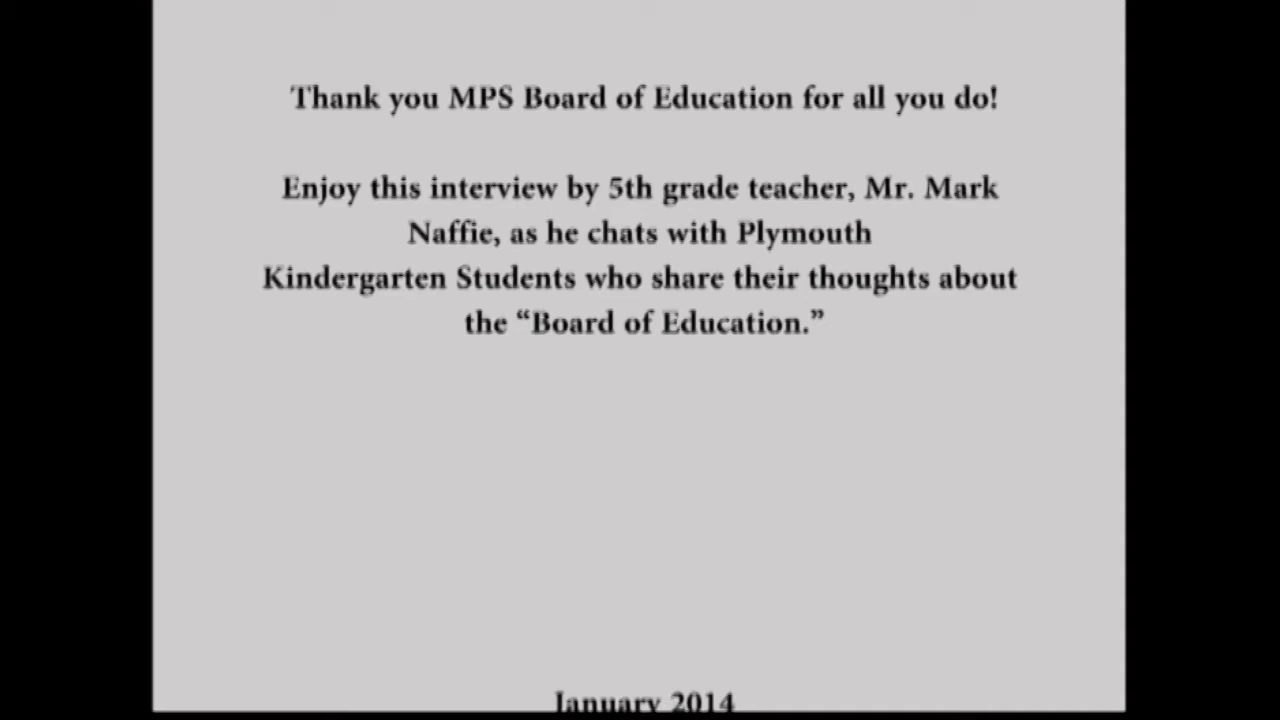 Thank you MPS Board of Education for all you do!
Enjoy this interview by 5th grade teacher, Mr. Mark
Naffie, as he chats with Plymouth
Kindergarten Students who share their thoughts about
the “Board of Education.”
January 2014